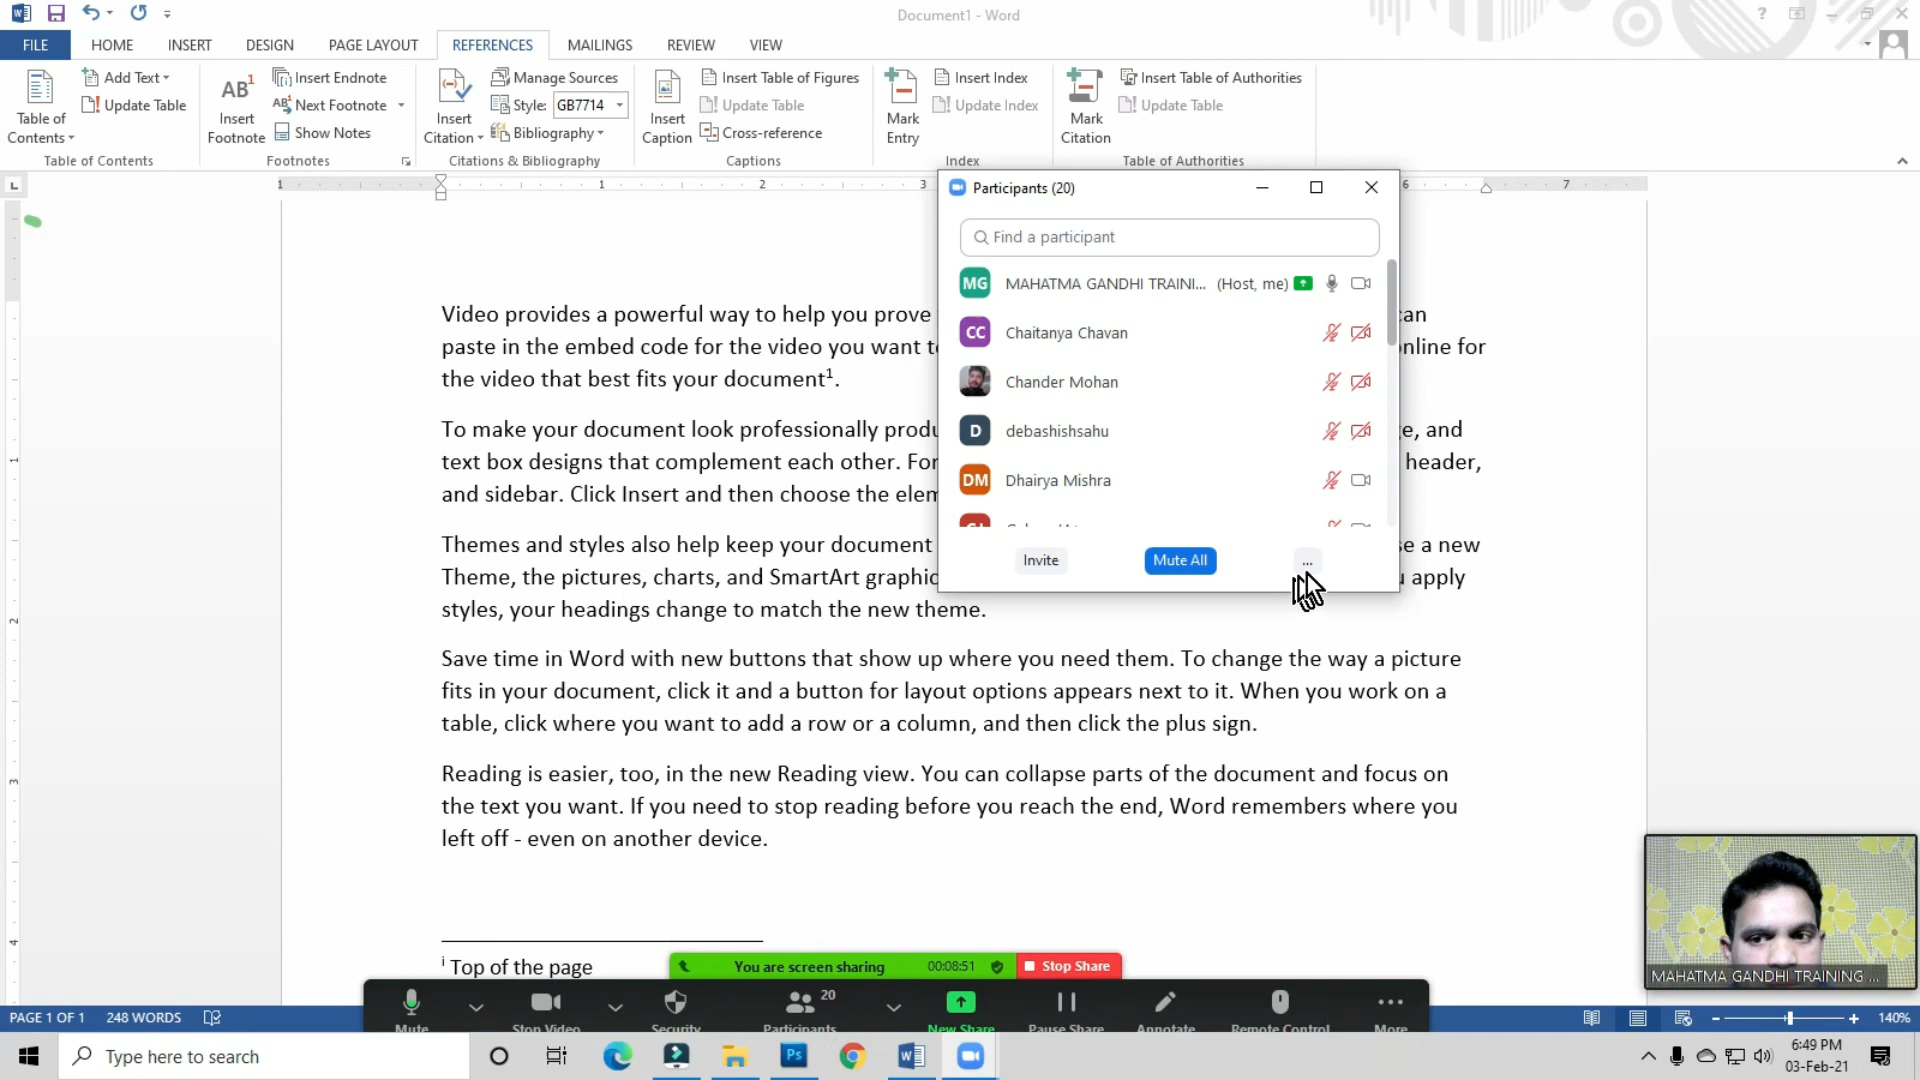 Document1 - Word
FILE HOME INSERT DESIGN PAGE LAYOUT REFERENCES MAILINGS REVIEW VIEW
Table of Contents
Add Text
Update Table
Table of Contents
AB1 Insert Footnote
Insert Endnote
Next Footnote
Show Notes
Footnotes
Insert Citation
Manage Sources
Style: GB7714
Bibliography
Citations & Bibliography
Insert Caption
Insert Table of Figures
Update Table
Cross-reference
Captions
Mark Entry
Insert Index
Update Index
Index
Mark Citation
Insert Table of Authorities
Update Table
Table of Authorities
1 1 2 3 6 7
Participants (20)
Find a participant
MG MAHATMA GANDHI TRAINI... (Host, me)
CC Chaitanya Chavan
Chander Mohan
D debashishsahu
DM Dhairya Mishra
Invite Mute All ...
Video provides a powerful way to help you prove
paste in the embed code for the video you want nline for
the video that best fits your document1.
To make your document look professionally and
text box designs that complement each other. For header,
and sidebar. Click Insert and then choose the
Themes and styles also help keep your document a new
Theme, the pictures, charts, and SmartArt apply
styles, your headings change to match the new theme.
Save time in Word with new buttons that show up where you need them. To change the way a picture
fits in your document, click it and a button for layout options appears next to it. When you work on a
table, click where you want to add a row or a column, and then click the plus sign.
Reading is easier, too, in the new Reading view. You can collapse parts of the document and focus on
the text you want. If you need to stop reading before you reach the end, Word remembers where you
left off - even on another device.
i Top of the page
You are screen sharing 00:08:51 Stop Share
Mute Stop Video Security Participants 20 New Share Pause Share Annotate Remote Control More
MAHATMA GANDHI TRAINING ...
PAGE 1 OF 1 248 WORDS 140%
Type here to search
6:49 PM
03-Feb-21